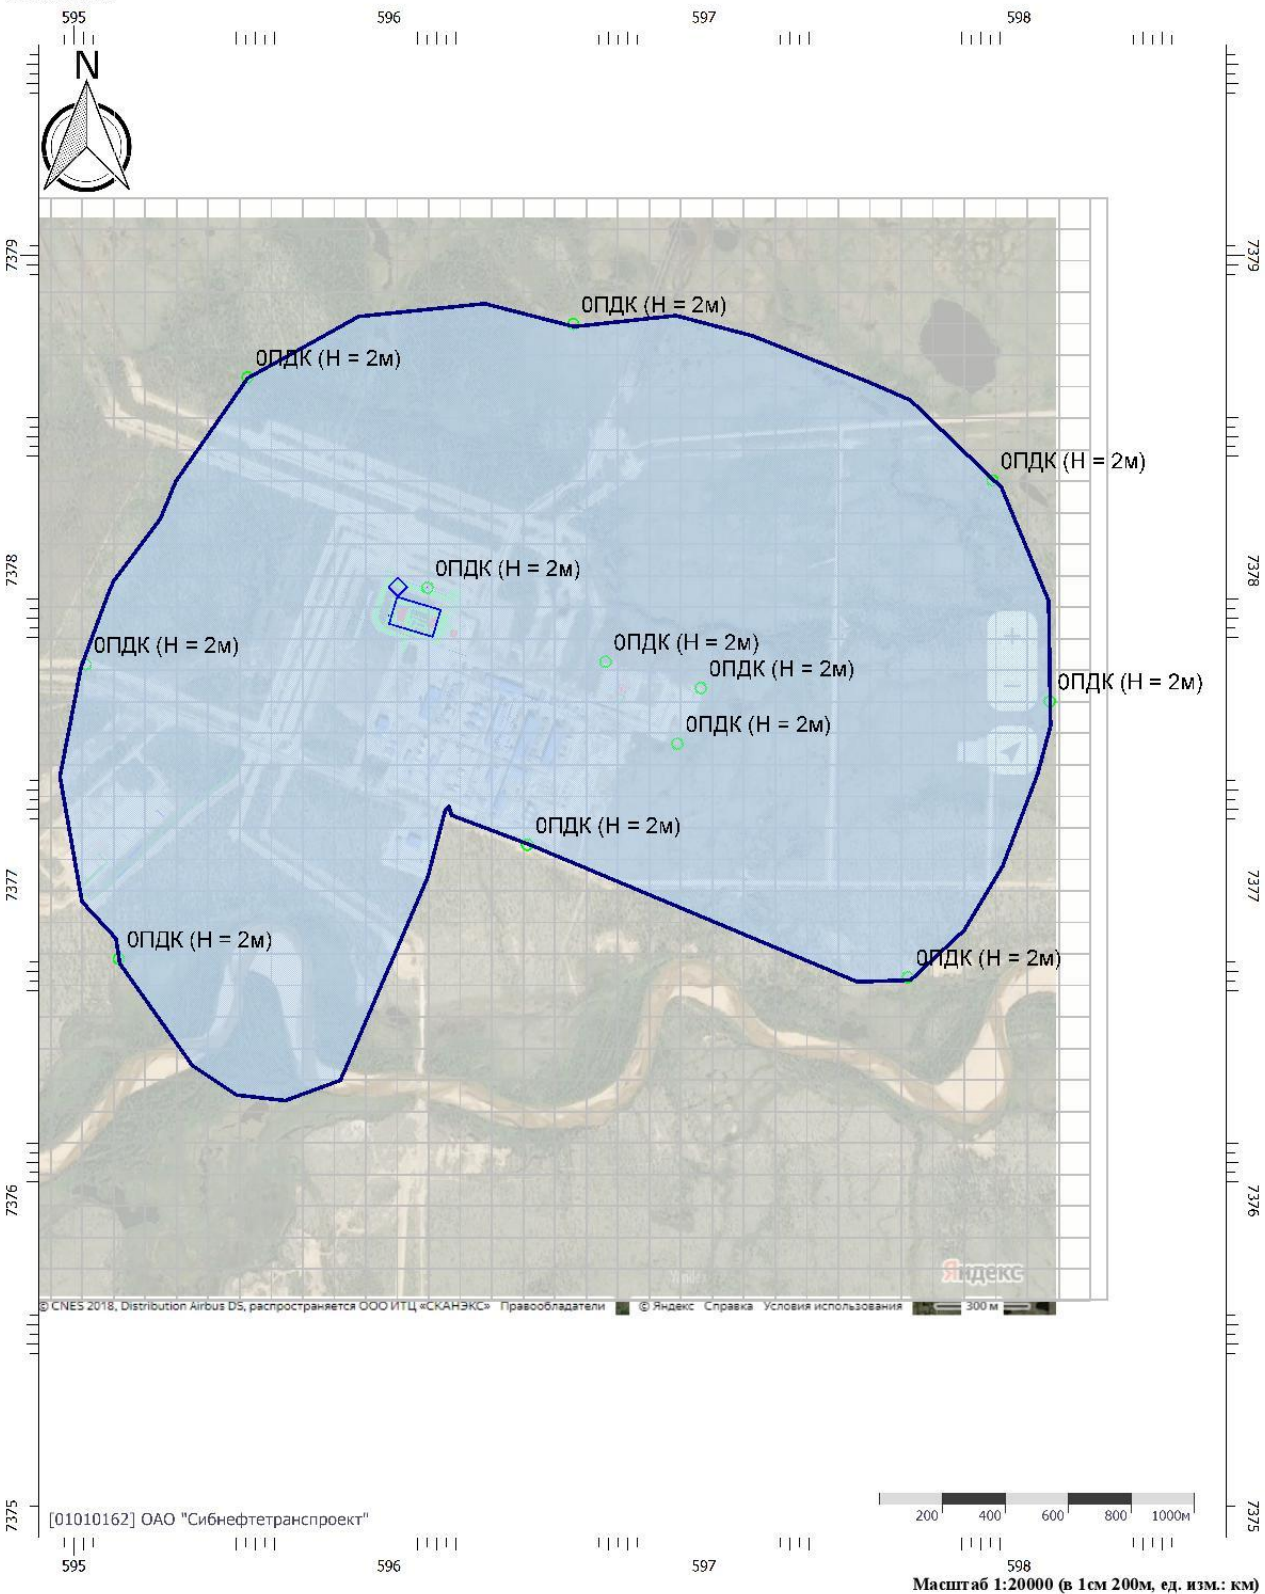 595 596 597 598
N
7379 7379
0ПДК (Н = 2м)
0ПДК (Н = 2м)
0ПДК (Н = 2м)
7378 7378
0ПДК (Н = 2м)
0ПДК (Н = 2м)
0ПДК (Н = 2м)
0ПДК (Н = 2м)
0ПДК (Н = 2м)
0ПДК (Н = 2м)
0ПДК (Н = 2м)
7377 7377
0ПДК (Н = 2м)
0ПДК (Н = 2м)
7376 7376
Яндекс
© CNES 2018, Distribution Airbus DS, распространяется ООО ИТЦ «СКАНЭКС» Правообладатели © Яндекс Справка Условия использования 300 м
7375 7375
200 400 600 800 1000м
[01010162] ОАО "Сибнефтетранспроект"
595 596 597 598
Масштаб 1:20000 (в 1см 200м, ед. изм.: км)